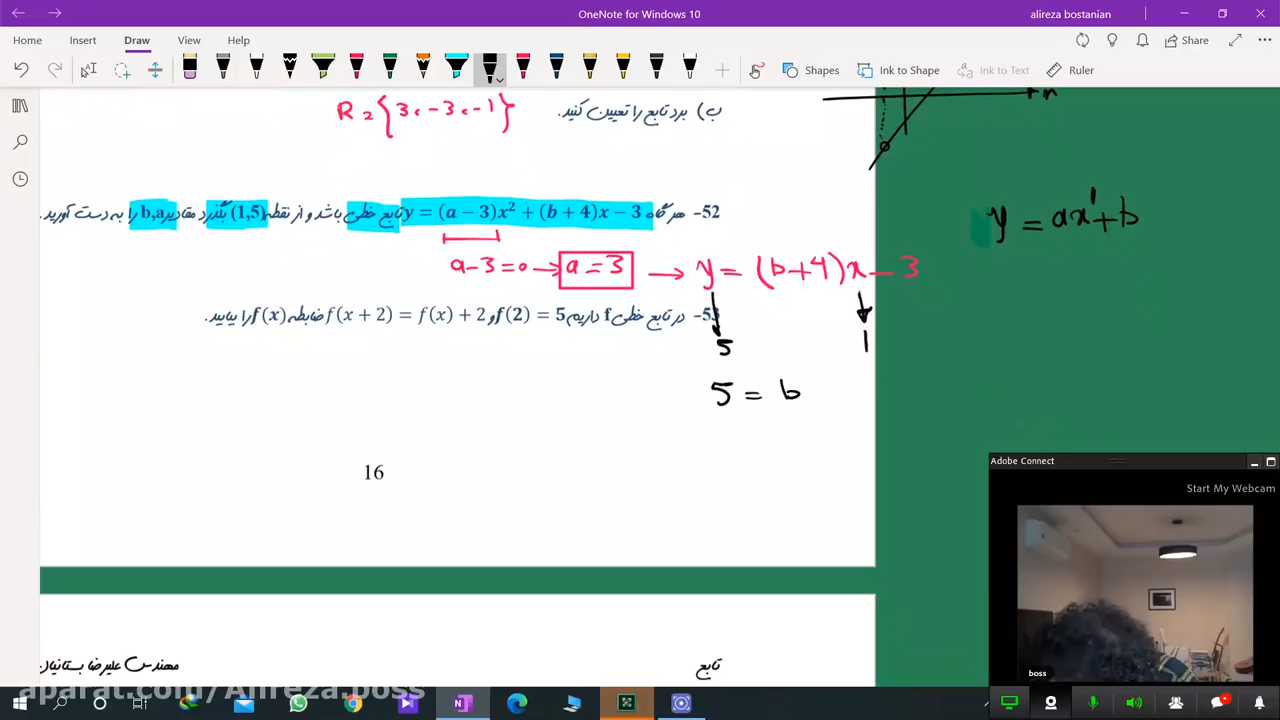 OneNote for Windows 10
alireza bostanian
Home Insert Draw View Help
Share
Shapes Ink to Shape Ink to Text Ray Ruler
R = {3, -3, -1}
ب) برد تابع را تعیین کنید.
x
52- هرگاه y = (a − 3)x² + (b + 4)x − 3 تابع خطی باشد و از نقطه (1,5) بگذرد مقادیر b,a را به دست آورید.
y = ax¹ + b
a-3=0 → a=3 → y = (b+4)x - 3
53- در تابع خطی f داریم f(2) = 5 و f(x + 2) = f(x) + 2 ضابطه f(x) را بیابید.
5 1
5 = b
16
Adobe Connect
Start My Webcam
boss
مهندس علیرضا بستانیان
تابع
aparat.com/Alireza.boss